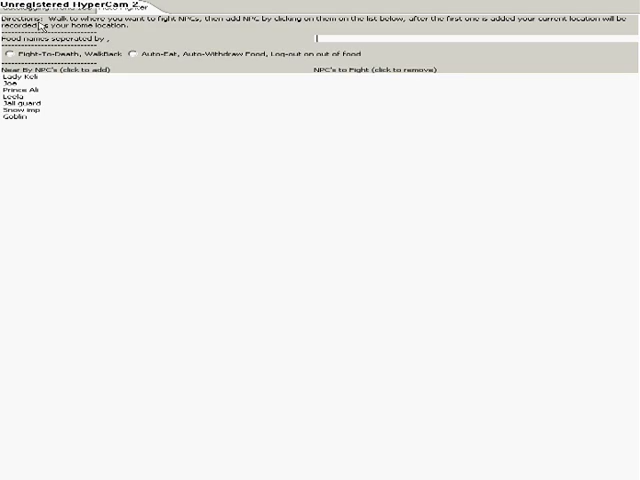 Unregistered HyperCam 2
Directions: Walk to where you want to fight NPCs, then add NPC by clicking on them on the list below, after the first one is added your current location will be
recorded as your home location.
------------------------
Food names seperated by ,
------------------------
Fight-To-Death, WalkBack Auto-Eat, Auto-Withdraw Food, Log-out on out of food
------------------------
Near By NPC's (click to add) NPC's to Fight (click to remove)
Lady Keli
Joe
Prince Ali
Leela
Jail guard
Snow imp
Goblin